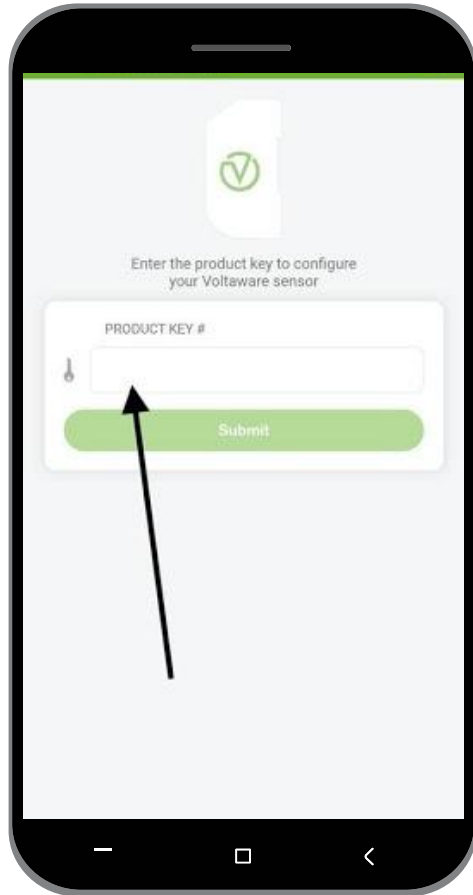 Enter the product key to configure
your Voltaware sensor
PRODUCT KEY #
Submit